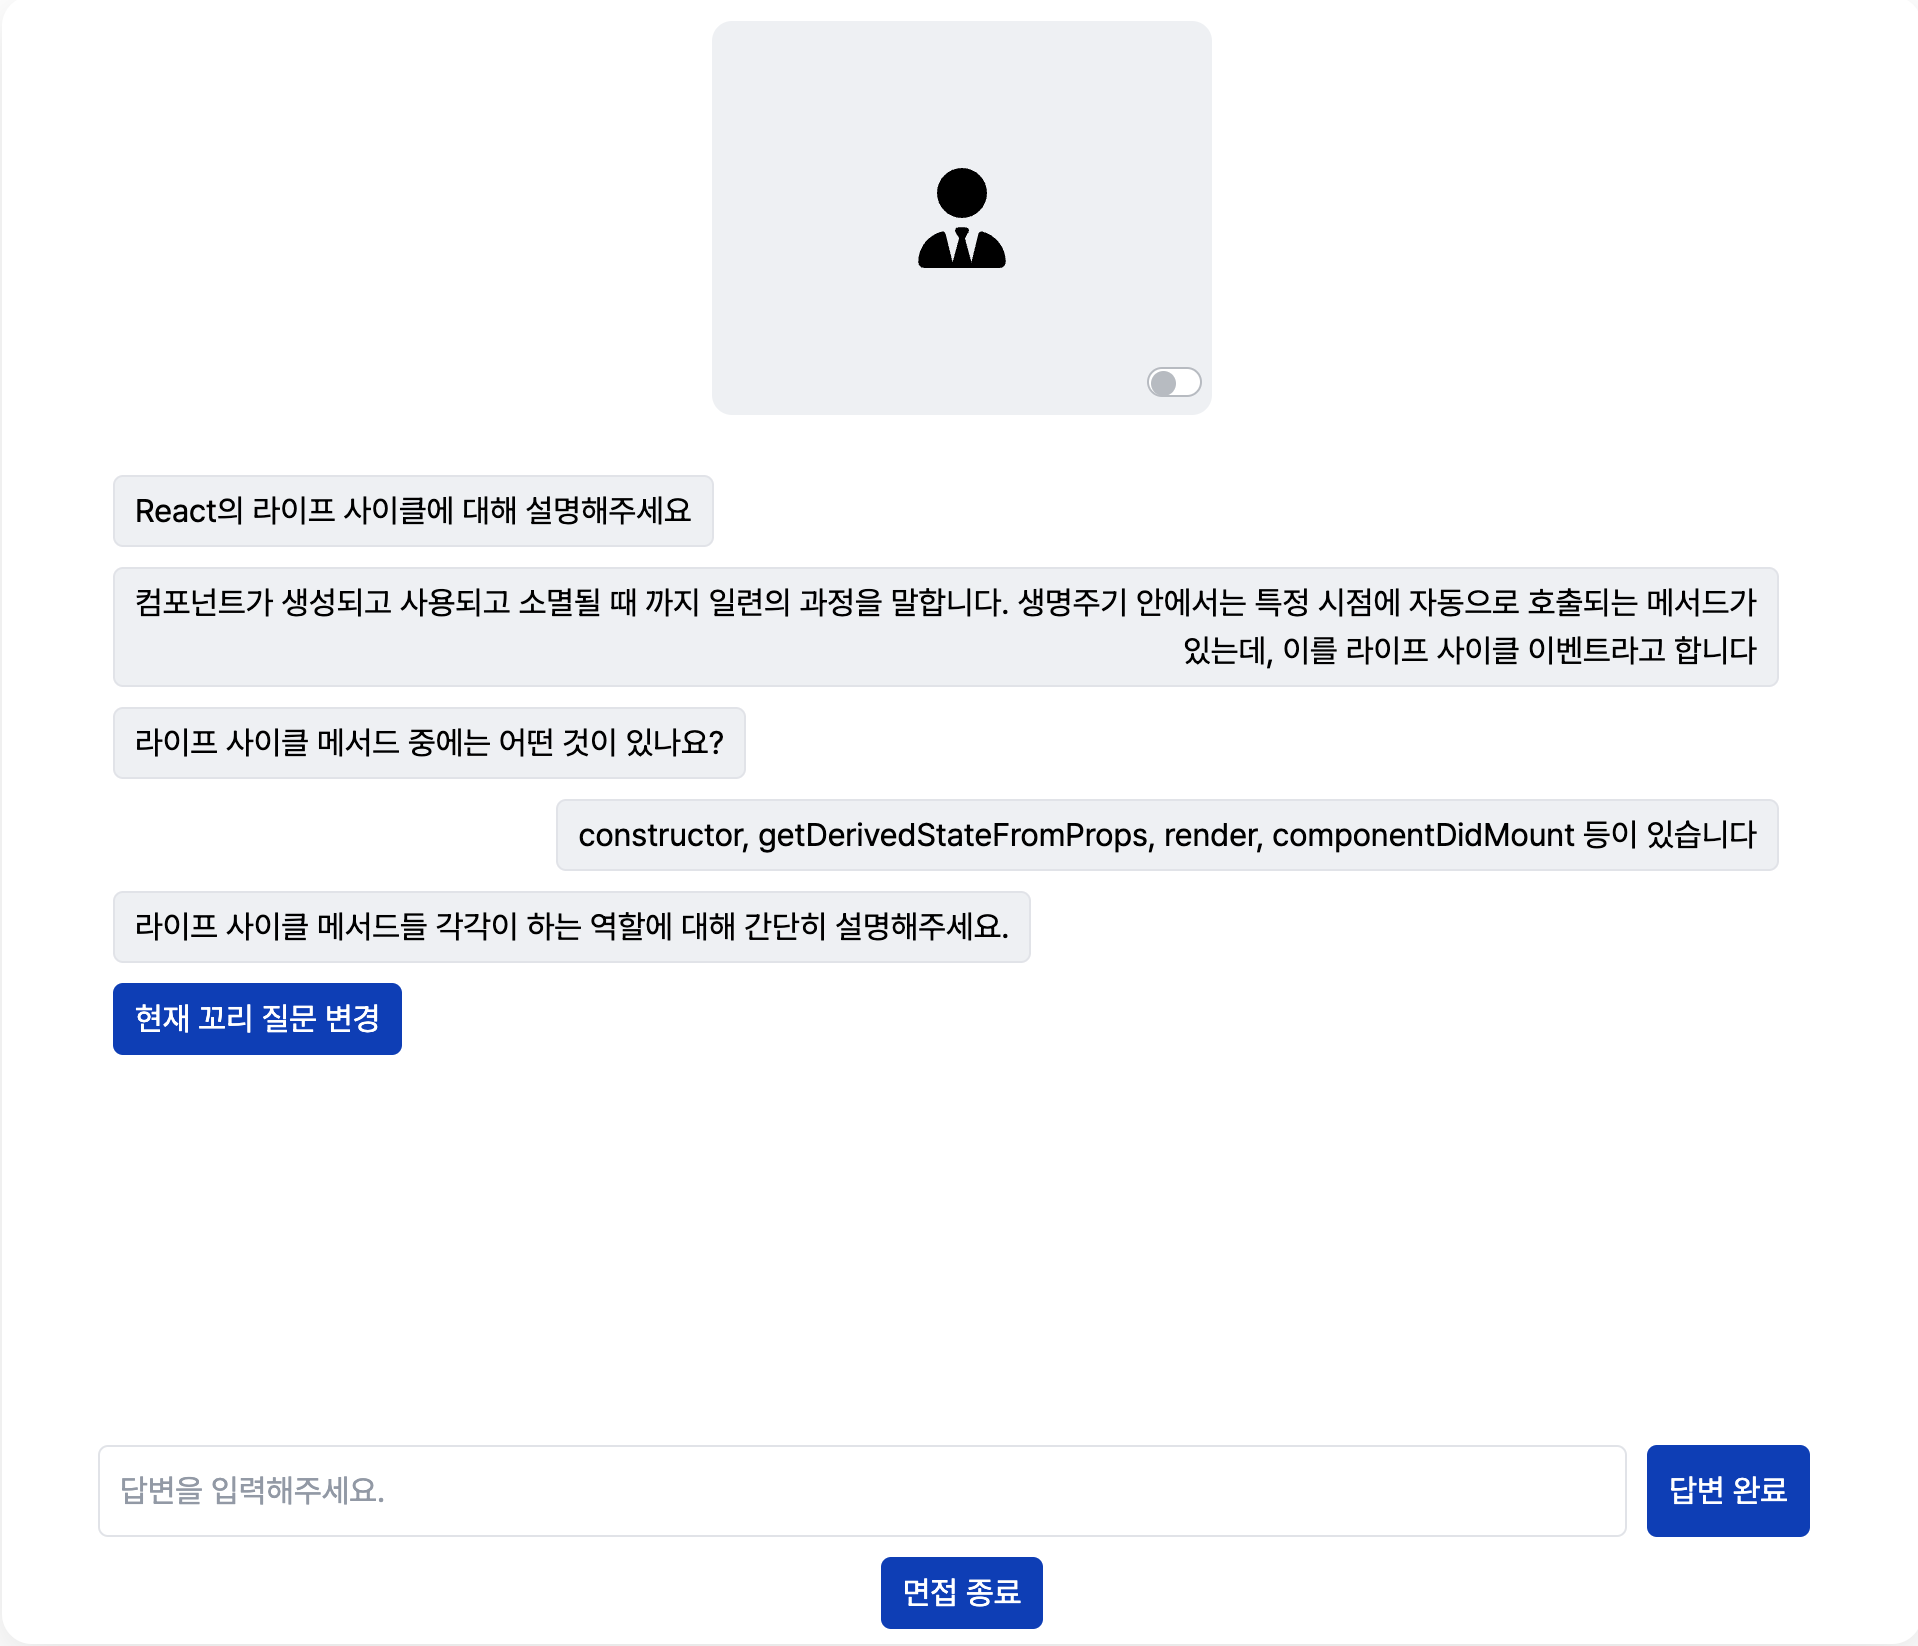 React의 라이프 사이클에 대해 설명해주세요
컴포넌트가 생성되고 사용되고 소멸될 때 까지 일련의 과정을 말합니다. 생명주기 안에서는 특정 시점에 자동으로 호출되는 메서드가
있는데, 이를 라이프 사이클 이벤트라고 합니다
라이프 사이클 메서드 중에는 어떤 것이 있나요?
constructor, getDerivedStateFromProps, render, componentDidMount 등이 있습니다
라이프 사이클 메서드들 각각이 하는 역할에 대해 간단히 설명해주세요.
현재 꼬리 질문 변경
답변을 입력해주세요.
답변 완료
면접 종료